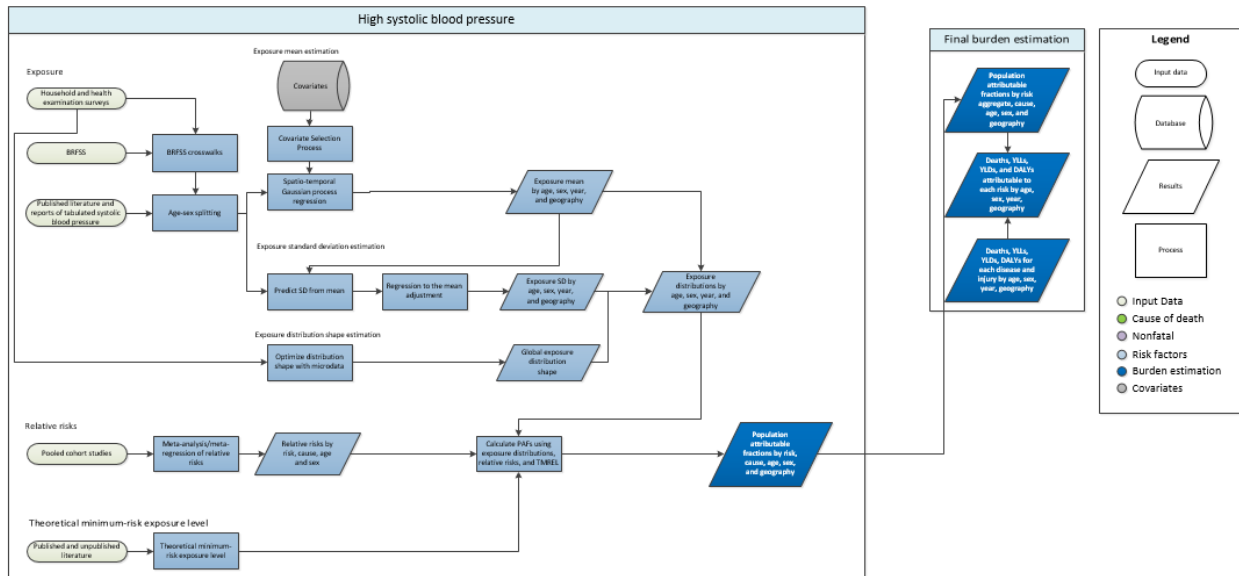 High systolic blood pressure
Exposure mean estimation
Exposure
Household and health
examination surveys
Covariates
BRFSS
BRFSS crosswalks
Covariate Selection
Process
Published literature and
reports of tabulated systolic
blood pressure
Age-sex splitting
Spatio-temporal
Gaussian process
regression
Exposure mean
by age, sex, year,
and geography
Exposure standard deviation estimation
Predict SD from mean
Regression to the mean
adjustment
Exposure SD by
age, sex, year,
and geography
Exposure
distributions by
age, sex, year, and
geography
Exposure distribution shape estimation
Optimize distribution
shape with microdata
Global exposure
distribution
shape
Relative risks
Pooled cohort studies
Meta-analysis/meta-
regression of relative
risks
Relative risks by
risk, cause, age
and sex
Calculate PAFs using
exposure distributions,
relative risks, and TMREL
Population
attributable
fractions by risk,
cause, age, sex,
and geography
Theoretical minimum-risk exposure level
Published and unpublished
literature
Theoretical minimum-
risk exposure level
Final burden estimation
Population
attributable
fractions by risk
aggregate, cause,
age, sex, and
geography
Deaths, YLLs,
YLDs, and DALYs
attributable to
each risk by age,
sex, year,
geography
Deaths, YLLs,
YLDs, DALYs for
each disease and
injury by age, sex,
year, geography
Legend
Input data
Database
Results
Process
Input Data
Cause of death
Nonfatal
Risk factors
Burden estimation
Covariates